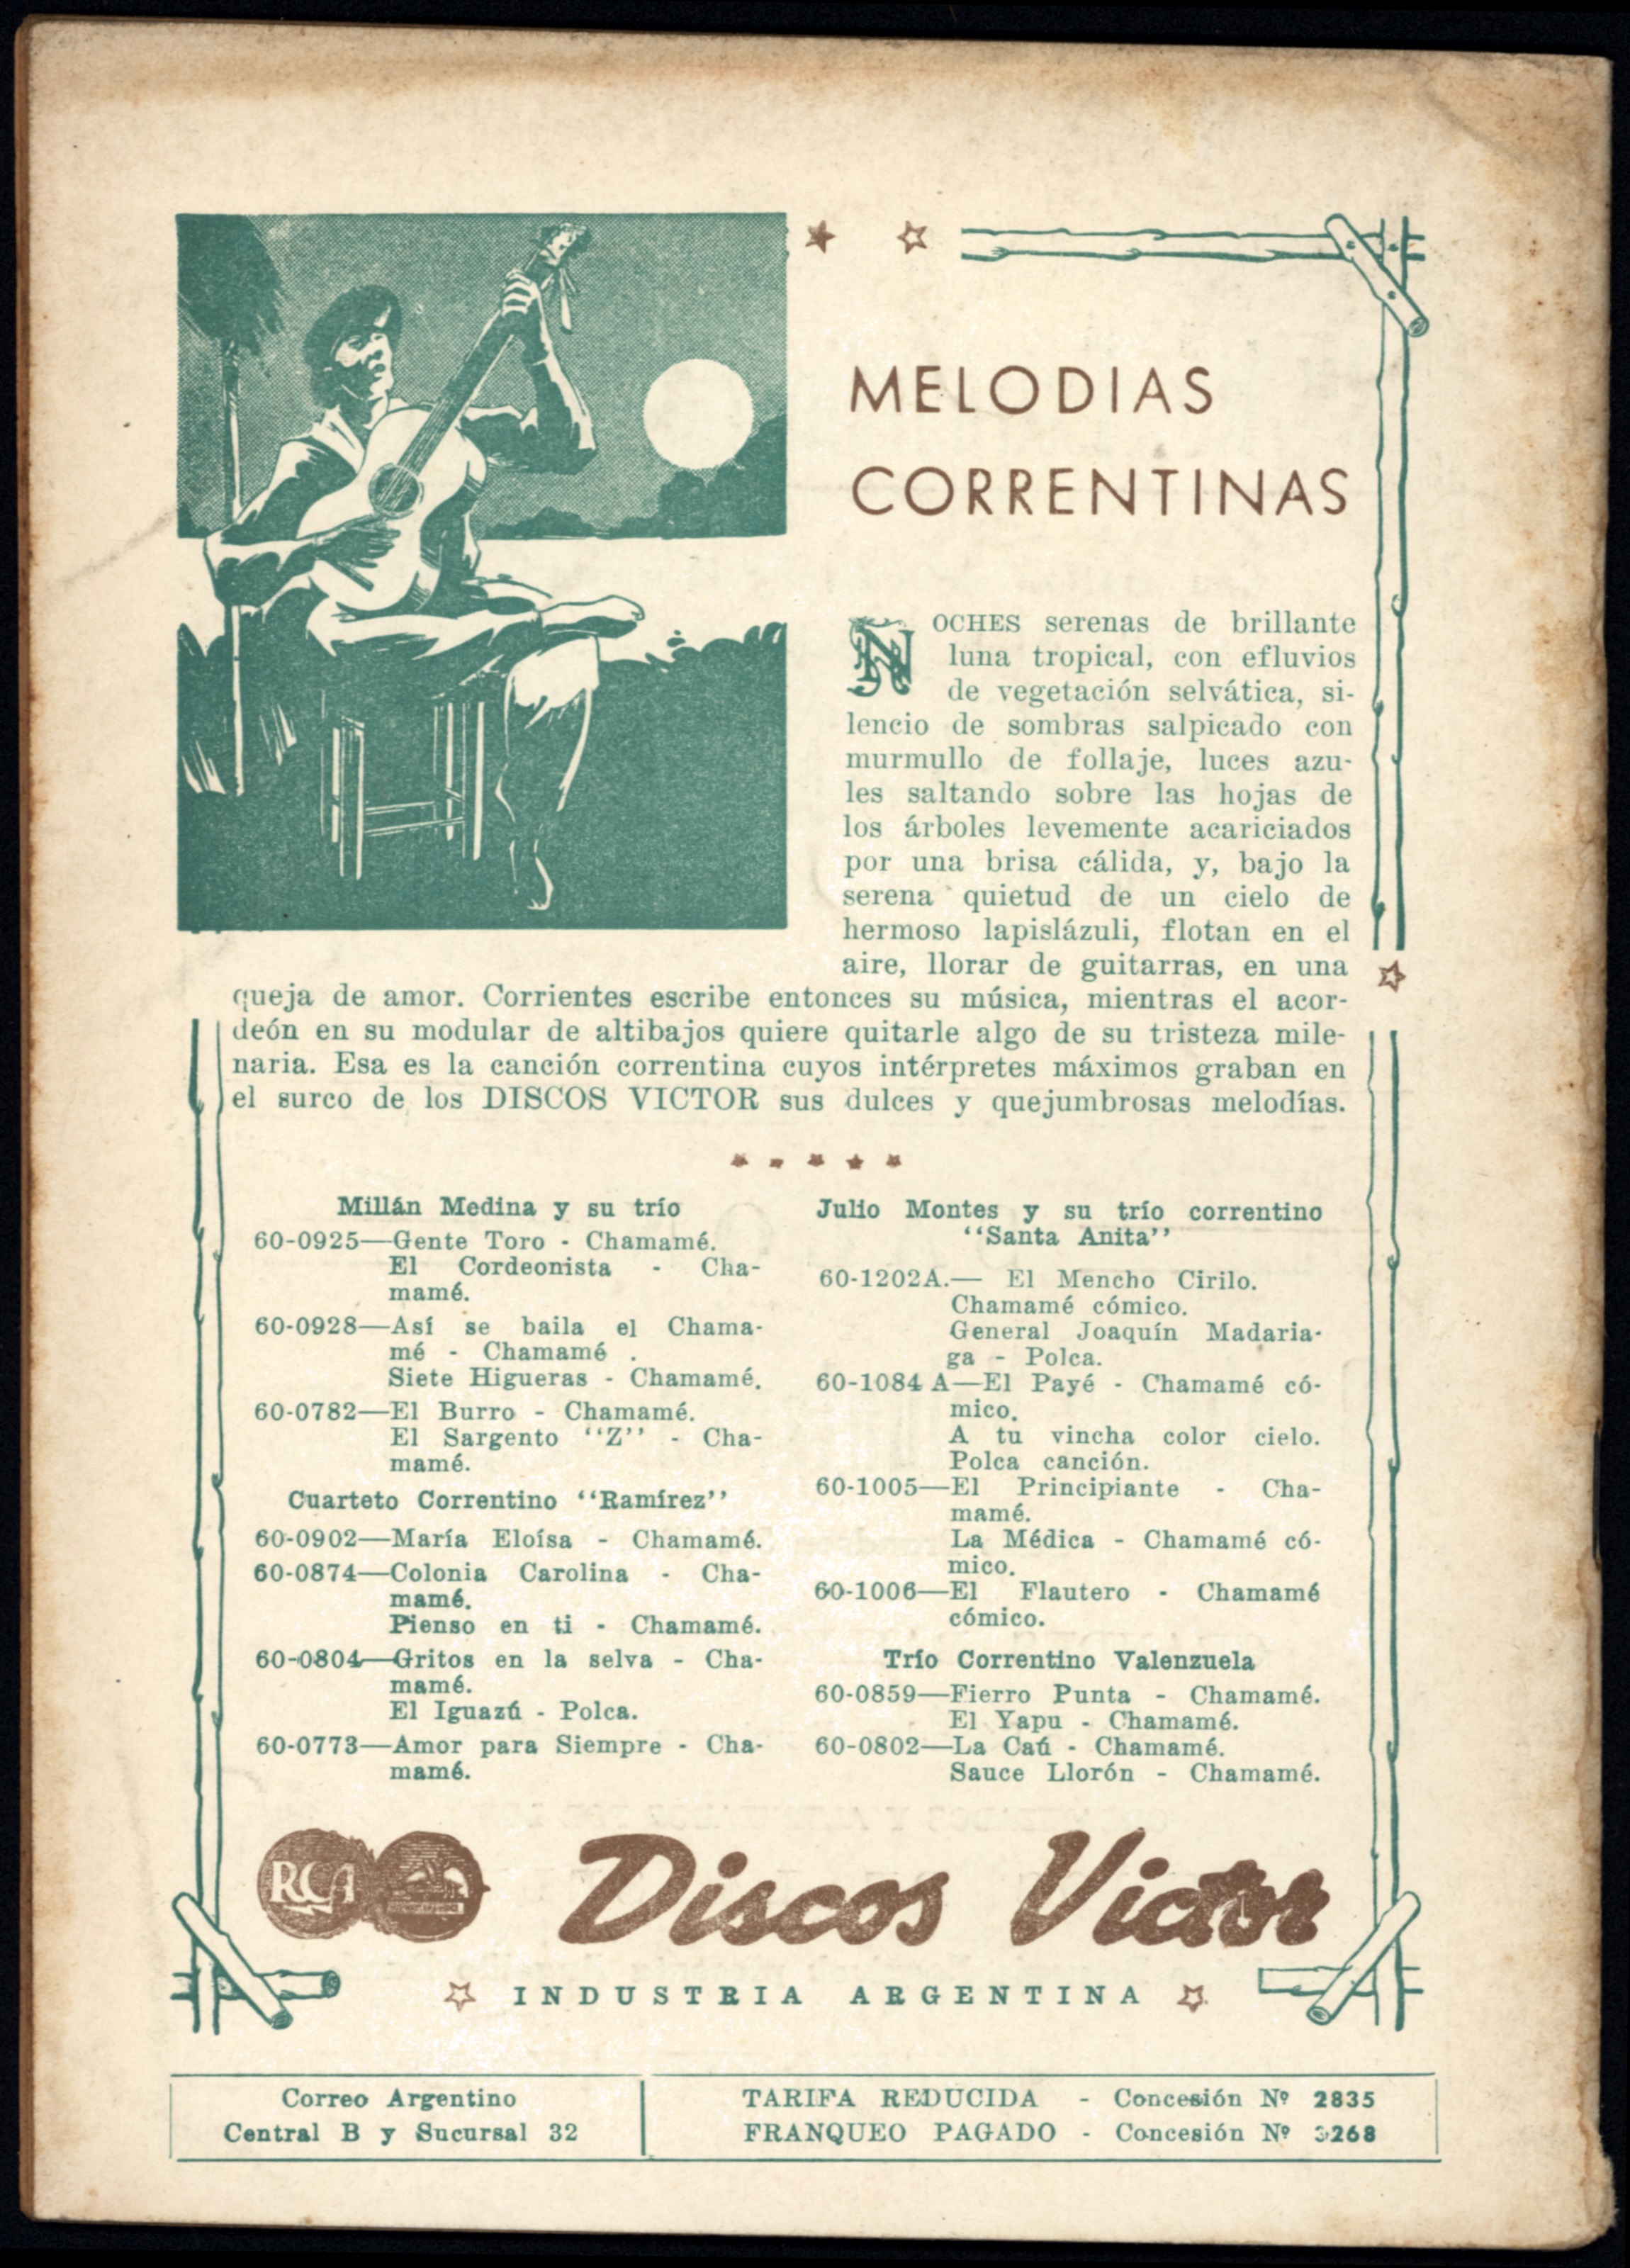 MELODIAS
CORRENTINAS
NOCHES serenas de brillante
luna tropical, con efluvios
de vegetación selvática, si-
lencio de sombras salpicado con
murmullo de follaje, luces azu-
les saltando sobre las hojas de
los árboles levemente acariciados
por una brisa cálida, y, bajo la
serena quietud de un cielo de
hermoso lapislázuli, flotan en el
aire, llorar de guitarras, en una
queja de amor. Corrientes escribe entonces su música, mientras el acor-
deón en su modular de altibajos quiere quitarle algo de su tristeza mile-
naria. Esa es la canción correntina cuyos intérpretes máximos graban en
el surco de los DISCOS VICTOR sus dulces y quejumbrosas melodías.
Millán Medina y su trío
60-0925—Gente Toro - Chamamé.
El Cordeonista - Cha-
mamé.
60-0928—Así se baila el Chama-
mé - Chamamé .
Siete Higueras - Chamamé.
60-0782—El Burro - Chamamé.
El Sargento ‘‘Z’’ - Cha-
mamé.
Cuarteto Correntino ‘‘Ramírez’’
60-0902—María Eloísa - Chamamé.
60-0874—Colonia Carolina - Cha-
mamé.
Pienso en ti - Chamamé.
60-0804—Gritos en la selva - Cha-
mamé.
El Iguazú - Polca.
60-0773—Amor para Siempre - Cha-
mamé.
Julio Montes y su trío correntino
‘‘Santa Anita’’
60-1202A.— El Mencho Cirilo.
Chamamé cómico.
General Joaquín Madaria-
ga - Polca.
60-1084 A—El Payé - Chamamé có-
mico.
A tu vincha color cielo.
Polca canción.
60-1005—El Principiante - Cha-
mamé.
La Médica - Chamamé có-
mico.
60-1006—El Flautero - Chamamé
cómico.
Trío Correntino Valenzuela
60-0859—Fierro Punta - Chamamé.
El Yapu - Chamamé.
60-0802—La Caú - Chamamé.
Sauce Llorón - Chamamé.
RCA
Discos Victor
INDUSTRIA ARGENTINA
Correo Argentino
Central B y Sucursal 32
TARIFA REDUCIDA - Concesión Nº 2835
FRANQUEO PAGADO - Concesión Nº 3268